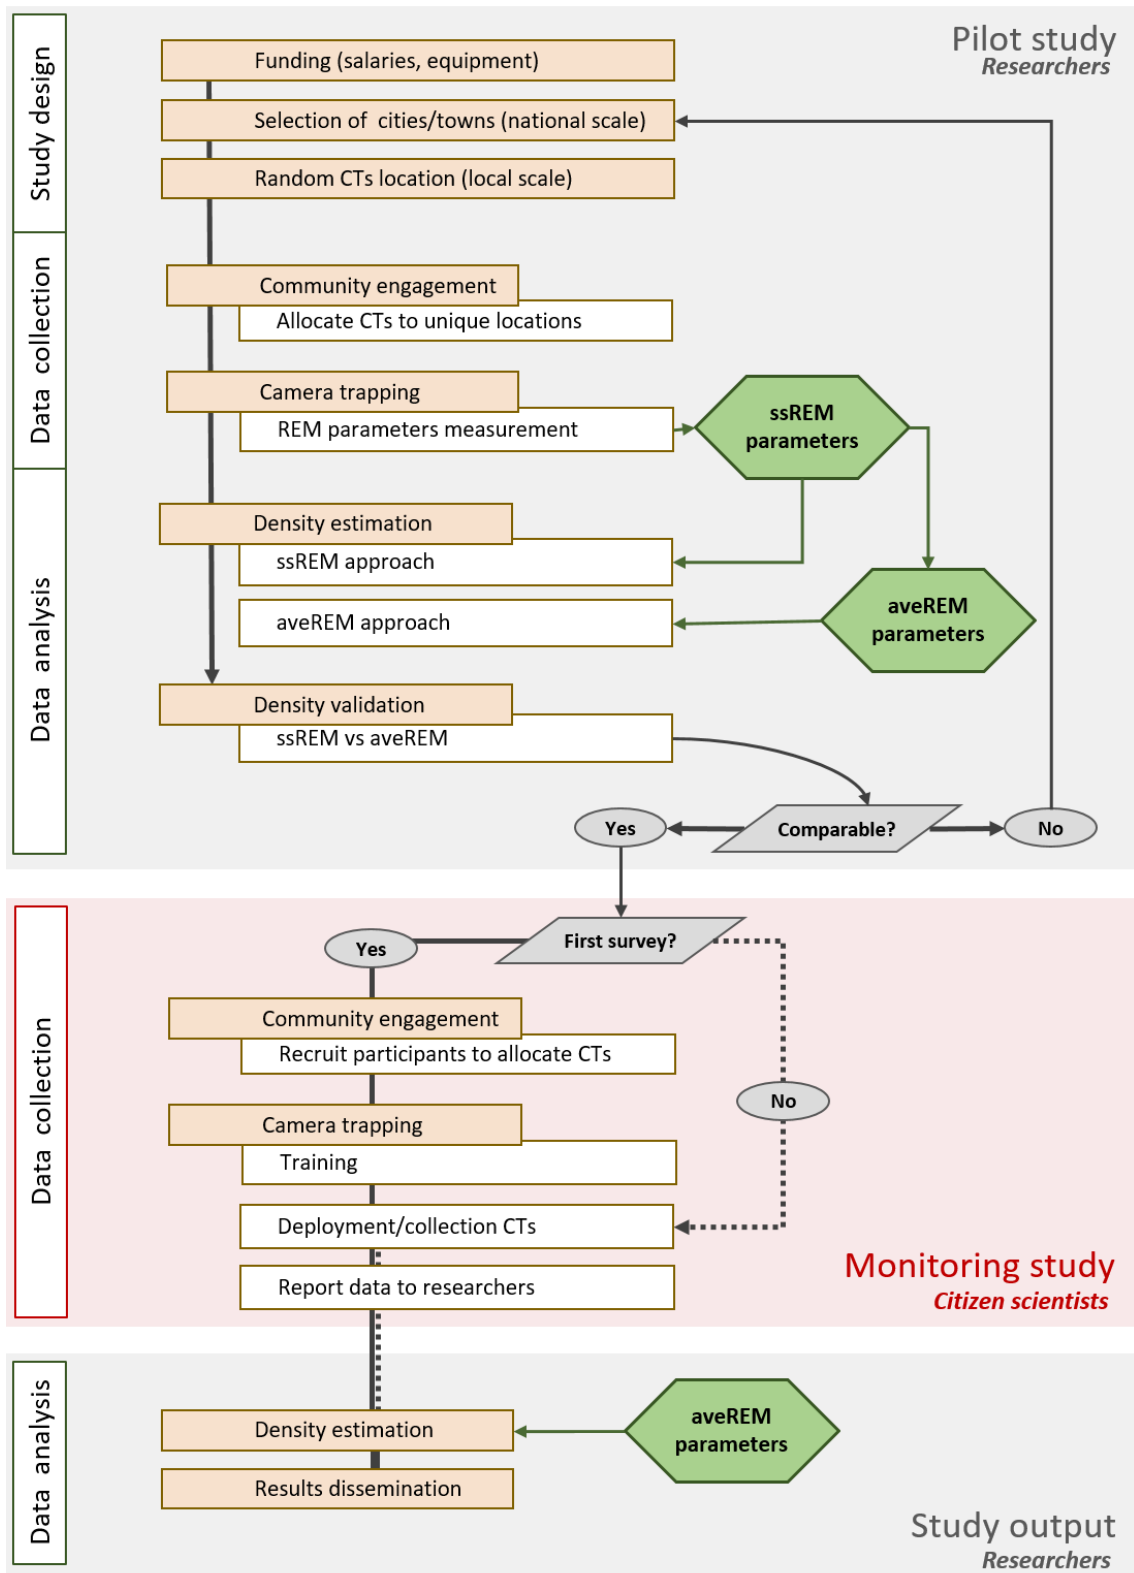 Pilot study
Researchers
Study design
Funding (salaries, equipment)
Selection of cities/towns (national scale)
Random CTs location (local scale)
Data collection
Community engagement
Allocate CTs to unique locations
Camera trapping
REM parameters measurement
ssREM
parameters
Data analysis
Density estimation
ssREM approach
aveREM approach
aveREM
parameters
Density validation
ssREM vs aveREM
Yes
Comparable?
No
First survey?
Yes
Data collection
Community engagement
Recruit participants to allocate CTs
No
Camera trapping
Training
Deployment/collection CTs
Report data to researchers
Monitoring study
Citizen scientists
Data analysis
Density estimation
aveREM
parameters
Results dissemination
Study output
Researchers